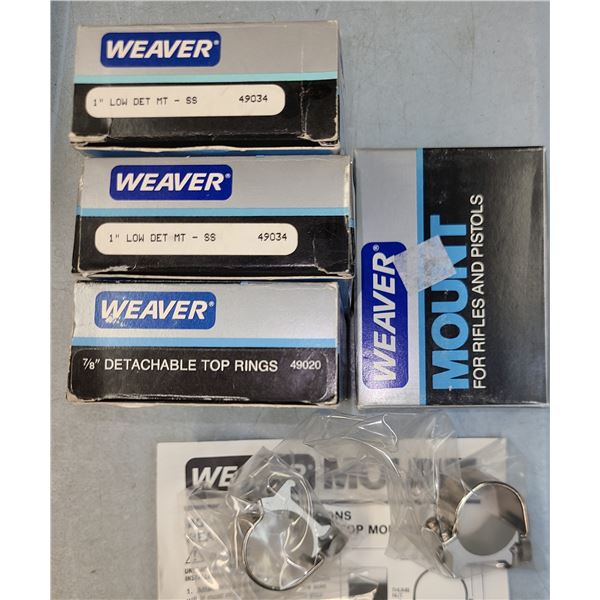 WEAVER®
1" LOW DET MT - SS 49034
WEAVER®
1" LOW DET MT - SS 49034
WEAVER®
7/8" DETACHABLE TOP RINGS 49020
WEAVER®
MOUNT
FOR RIFLES AND PISTOLS
WEAVER® MOUNT